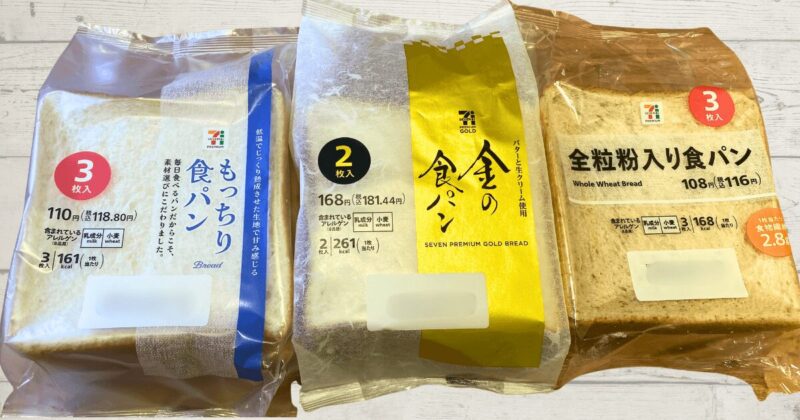 7
SEVEN
PREMIUM
低温でじっくり熟成させた生地で甘み感じる
もっちり
食パン
Bread
毎日食べるパンだからこそ、
素材選びにこだわりました。
3
枚入
110円(税込118.80円)
含まれている
アレルゲン
乳成分
milk
小麦
wheat
3
枚入
161
kcal
1枚
当たり
7
GOLD
バターと生クリーム使用
金の
食パン
SEVEN PREMIUM GOLD BREAD
2
枚入
168円(税込181.44円)
含まれている
アレルゲン
乳成分
milk
小麦
wheat
2
枚入
261
kcal
1枚
当たり
7
PREMIUM
3
枚入
全粒粉入り食パン
Whole Wheat Bread
108円(税込116円)
含まれている
アレルゲン
乳成分
milk
小麦
wheat
3
枚入
168
kcal
食物繊維
2.8